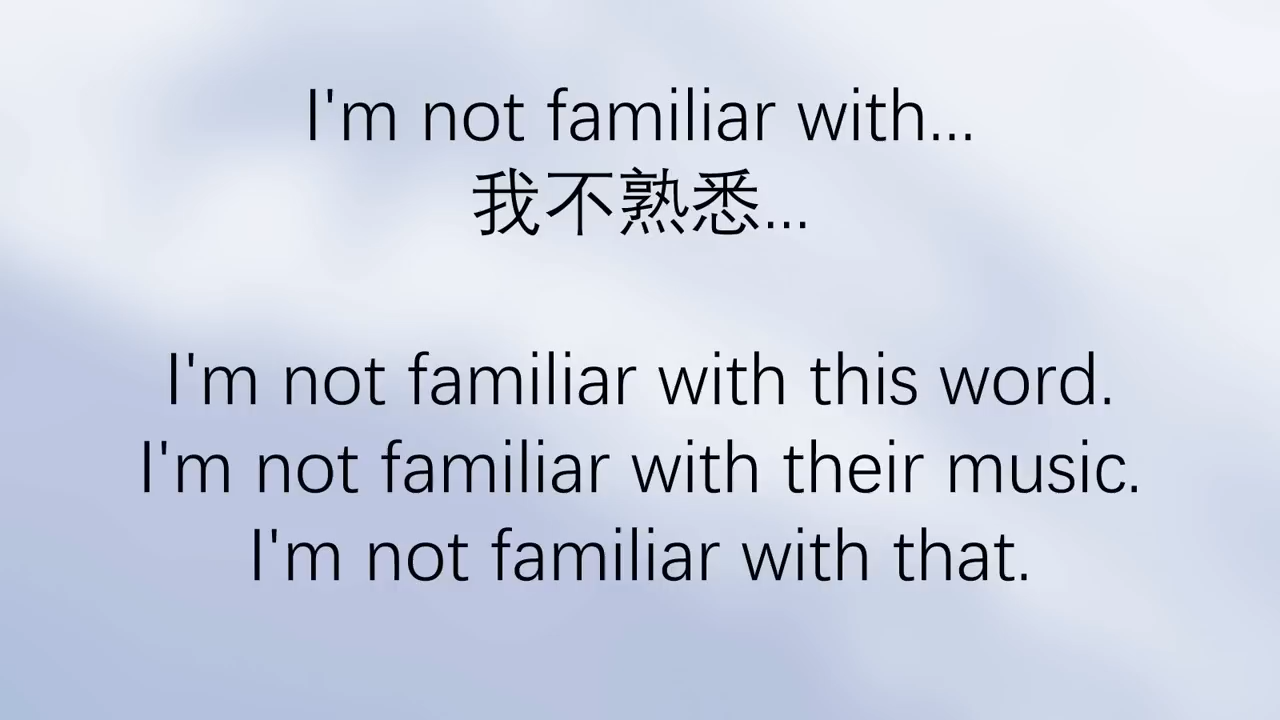 I'm not familiar with...
我不熟悉...
I'm not familiar with this word.
I'm not familiar with their music.
I'm not familiar with that.